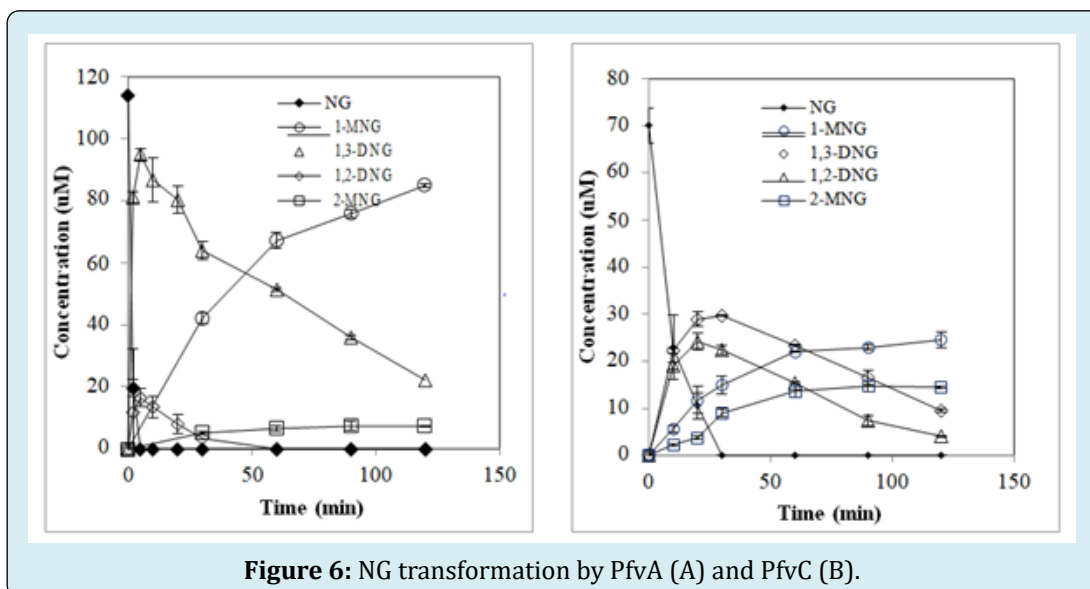 120
100
80
60
40
20
0
Concentration (uM)
0
50
100
150
Time (min)
NG
1-MNG
1,3-DNG
1,2-DNG
2-MNG
80
70
60
50
40
30
20
10
0
Concentration (uM)
0
50
100
150
Time (min)
NG
1-MNG
1,3-DNG
1,2-DNG
2-MNG
Figure 6: NG transformation by PfvA (A) and PfvC (B).